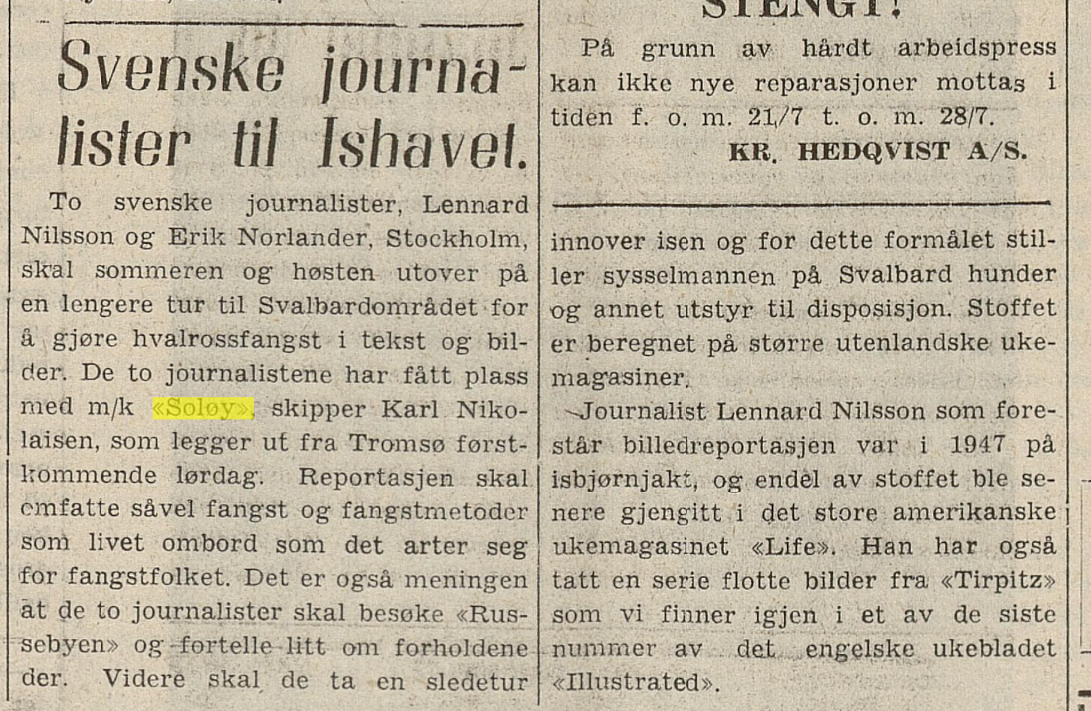 Svenske journa-
lister til Ishavet.
To svenske journalister, Lennard
Nilsson og Erik Norlander, Stockholm,
skal sommeren og høsten utover på
en lengere tur til Svalbardområdet for
å gjøre hvalrossfangst i tekst og bil-
der. De to journalistene har fått plass
med m/k «Soløy», skipper Karl Niko-
laisen, som legger ut fra Tromsø først-
kommende lørdag. Reportasjen skal
omfatte såvel fangst og fangstmetoder
som livet ombord som det arter seg
for fangstfolket. Det er også meningen
at de to journalister skal besøke «Rus-
sebyen» og fortelle litt om forholdene
der. Videre skal de ta en sledetur
STENGT!
På grunn av hårdt arbeidspress
kan ikke nye reparasjoner mottas i
tiden f. o. m. 21/7 t. o. m. 28/7.
KR. HEDQVIST A/S.
innover isen og for dette formålet stil-
ler sysselmannen på Svalbard hunder
og annet utstyr til disposisjon. Stoffet
er beregnet på større utenlandske uke-
magasiner.
Journalist Lennard Nilsson som fore-
står billedreportasjen var i 1947 på
isbjørnjakt, og endel av stoffet ble se-
nere gjengitt i det store amerikanske
ukemagasinet «Life». Han har også
tatt en serie flotte bilder fra «Tirpitz»
som vi finner igjen i et av de siste
nummer av det engelske ukebladet
«Illustrated».